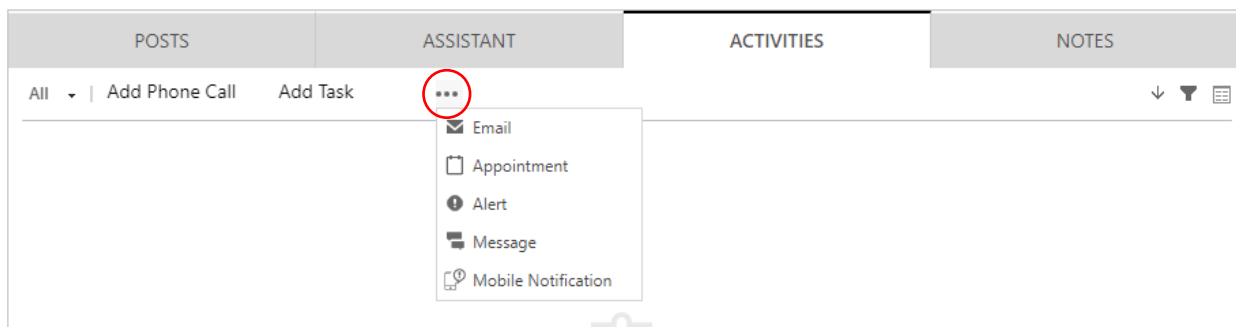 POSTS ASSISTANT ACTIVITIES NOTES
All | Add Phone Call Add Task
Email
Appointment
Alert
Message
Mobile Notification